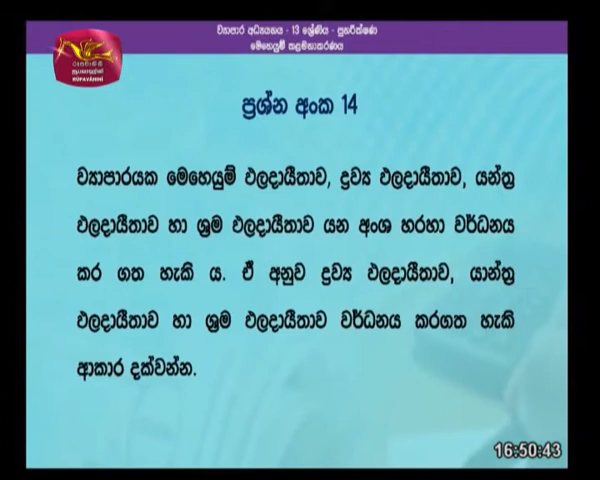 ව්‍යාපාර අධ්‍යයනය - 13 ශ්‍රේණිය - පුනරීක්ෂණ
මෙහෙයුම් කළමනාකරණය
රූපවාහිනී
RUPAVAHINI
ප්‍රශ්න අංක 14
ව්‍යාපාරයක මෙහෙයුම් ඵලදායීතාව, ද්‍රව්‍ය ඵලදායීතාව, යන්ත්‍ර
ඵලදායීතාව හා ශ්‍රම ඵලදායීතාව යන අංශ හරහා වර්ධනය
කර ගත හැකි ය. ඒ අනුව ද්‍රව්‍ය ඵලදායීතාව, යාන්ත්‍ර
ඵලදායීතාව හා ශ්‍රම ඵලදායීතාව වර්ධනය කරගත හැකි
ආකාර දක්වන්න.
16:50:43